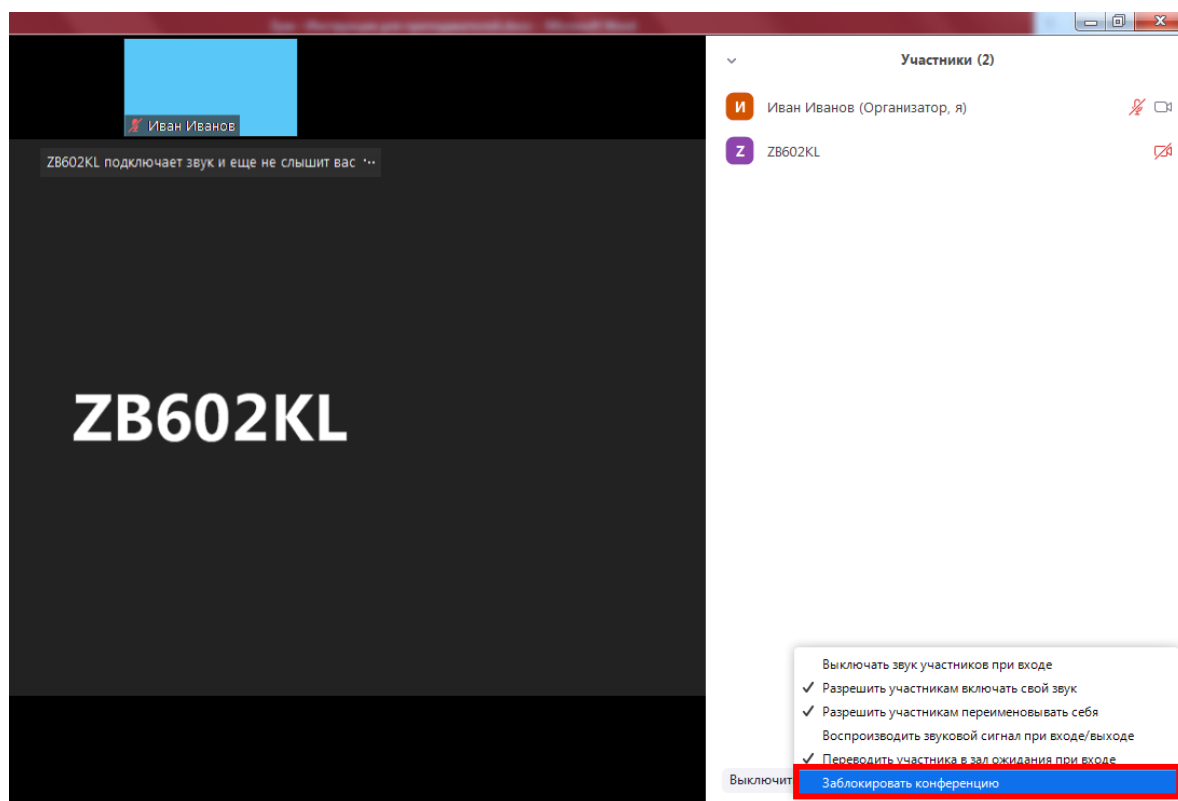 Участники (2)
Иван Иванов
И Иван Иванов (Организатор, я)
ZB602KL подключает звук и еще не слышит вас
Z ZB602KL
ZB602KL
Выключать звук участников при входе
Разрешить участникам включать свой звук
Разрешить участникам переименовывать себя
Воспроизводить звуковой сигнал при входе/выходе
Переводить участника в зал ожидания при входе
Выключит
Заблокировать конференцию